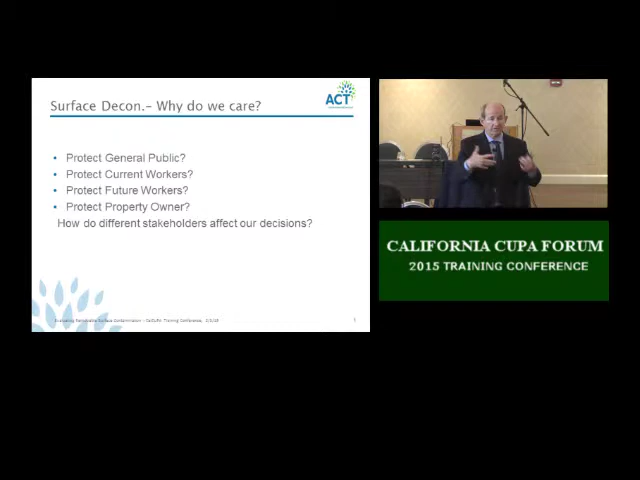 Surface Decon.– Why do we care?
ACT
• Protect General Public?
• Protect Current Workers?
• Protect Future Workers?
• Protect Property Owner?
How do different stakeholders affect our decisions?
CALIFORNIA CUPA FORUM
2015 TRAINING CONFERENCE